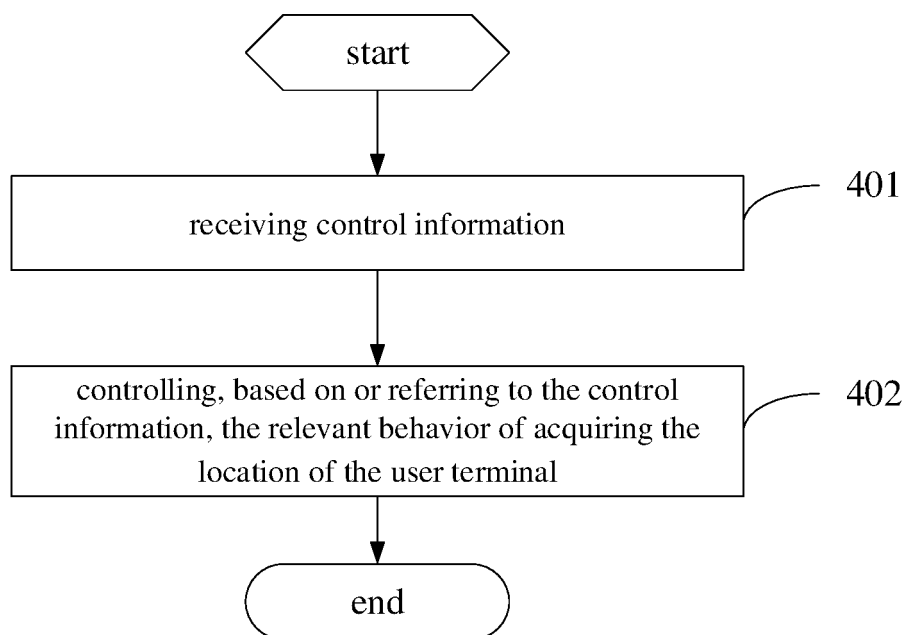 start
receiving control information
401
controlling, based on or referring to the control
information, the relevant behavior of acquiring the
location of the user terminal
402
end